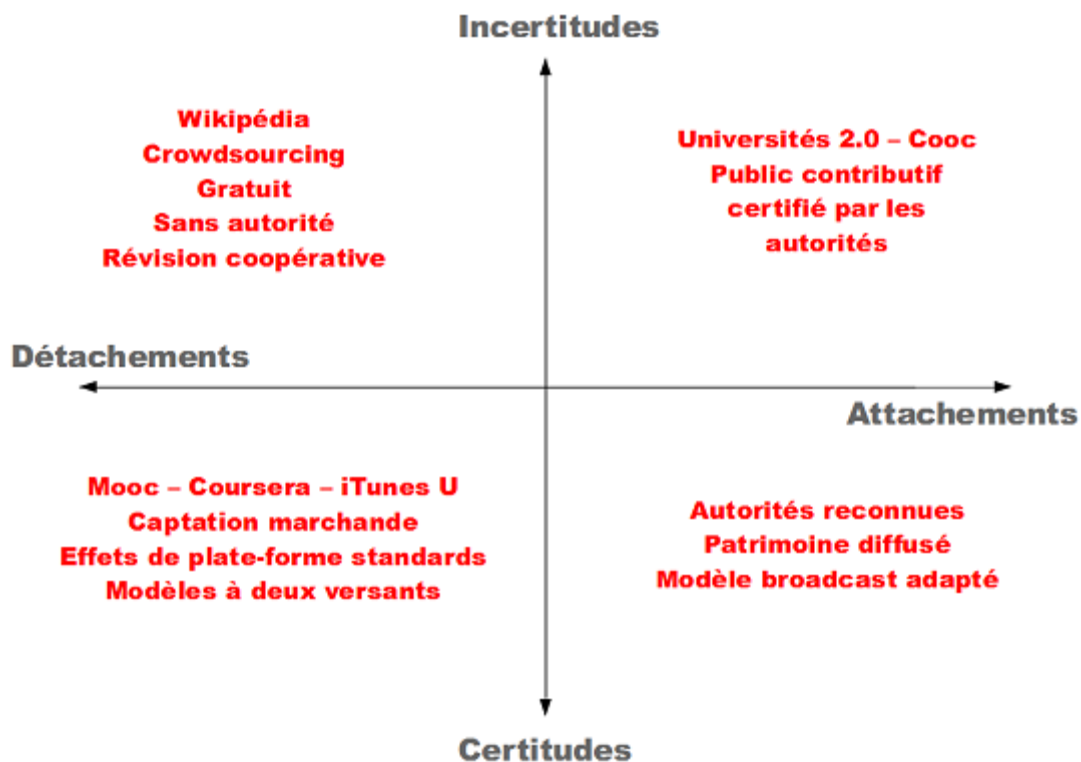 Incertitudes
Wikipédia
Crowdsourcing
Gratuit
Sans autorité
Révision coopérative
Universités 2.0 – Cooc
Public contributif
certifié par les
autorités
Détachements
Attachements
Mooc – Coursera – iTunes U
Captation marchande
Effets de plate-forme standards
Modèles à deux versants
Autorités reconnues
Patrimoine diffusé
Modèle broadcast adapté
Certitudes